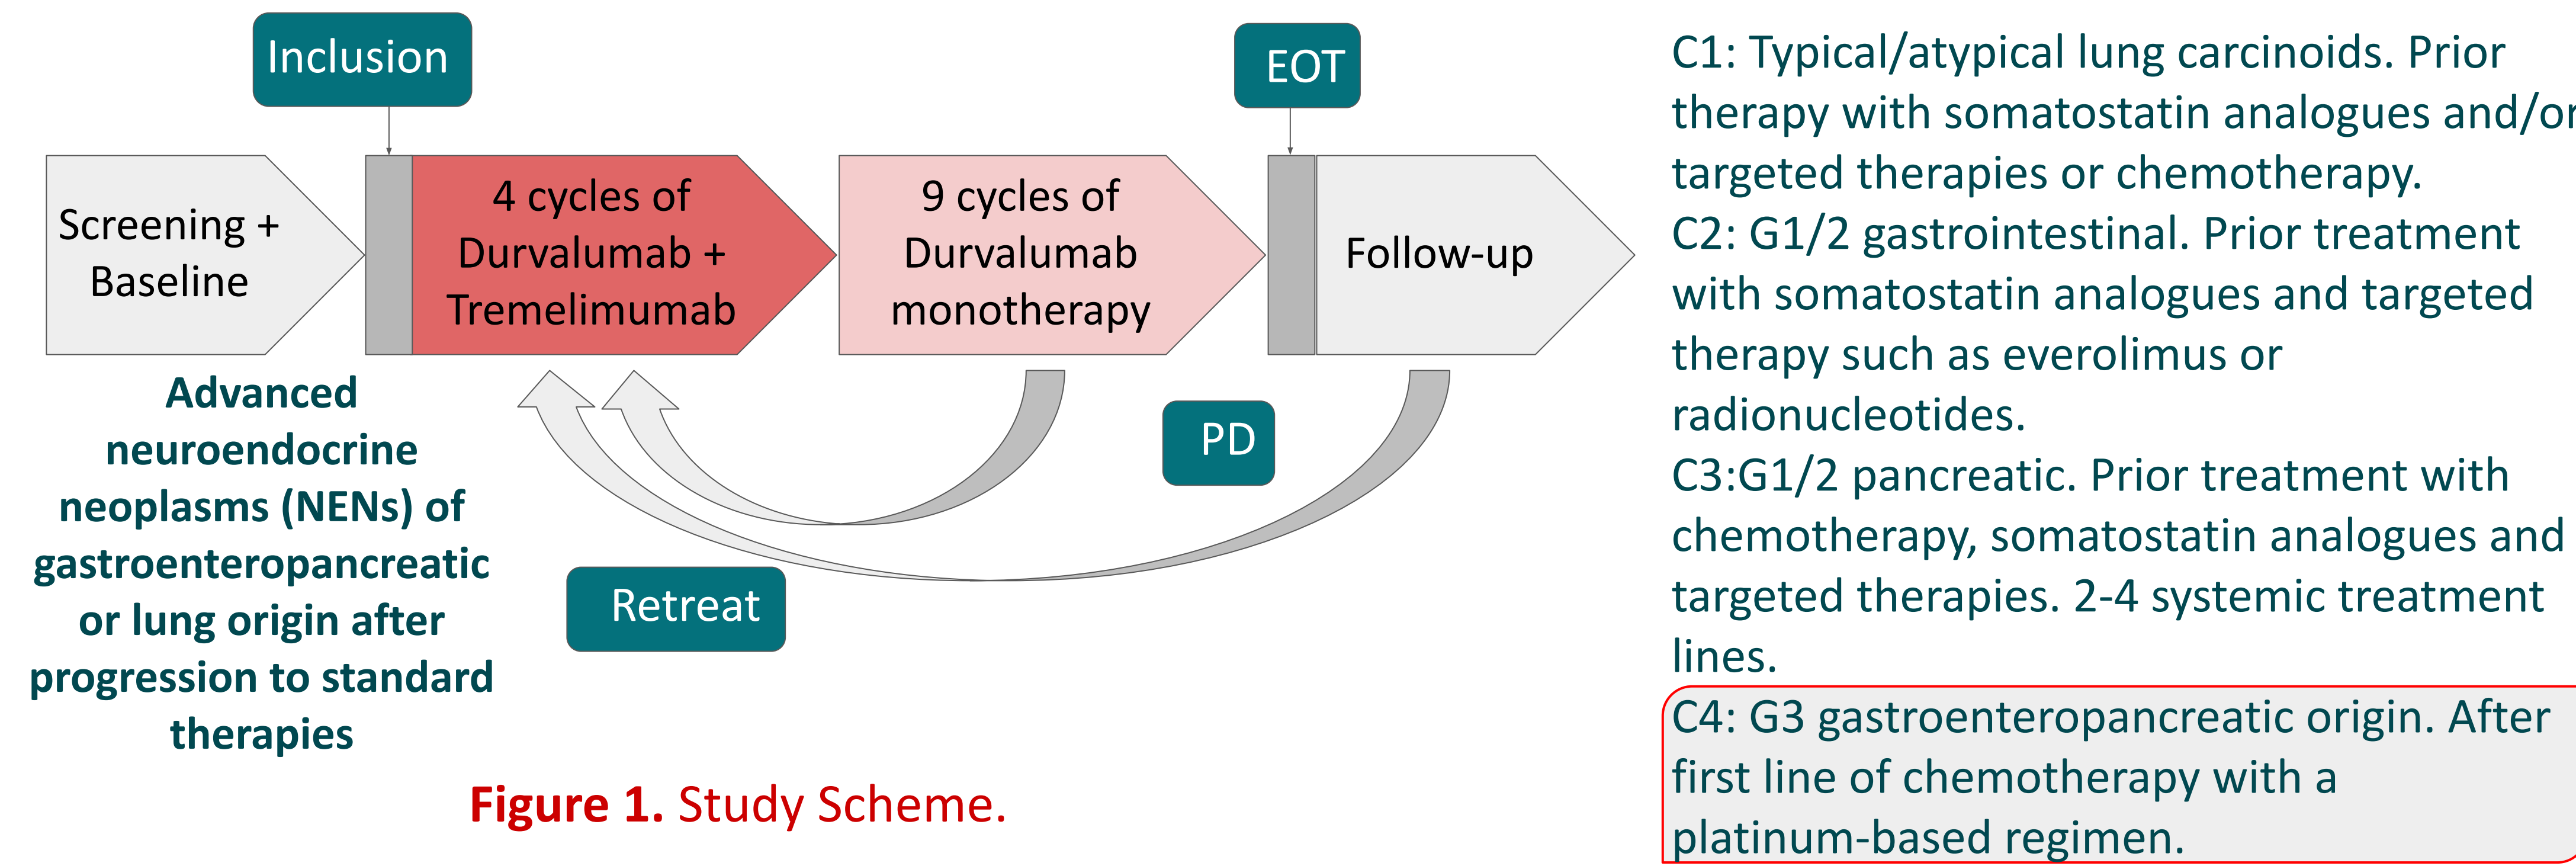 Inclusion
EOT
Screening +
Baseline
4 cycles of
Durvalumab +
Tremelimumab
9 cycles of
Durvalumab
monotherapy
Follow-up
PD
Retreat
Advanced
neuroendocrine
neoplasms (NENs) of
gastroenteropancreatic
or lung origin after
progression to standard
therapies
Figure 1. Study Scheme.
C1: Typical/atypical lung carcinoids. Prior
therapy with somatostatin analogues and/or
targeted therapies or chemotherapy.
C2: G1/2 gastrointestinal. Prior treatment
with somatostatin analogues and targeted
therapy such as everolimus or
radionucleotides.
C3:G1/2 pancreatic. Prior treatment with
chemotherapy, somatostatin analogues and
targeted therapies. 2-4 systemic treatment
lines.
C4: G3 gastroenteropancreatic origin. After
first line of chemotherapy with a
platinum-based regimen.